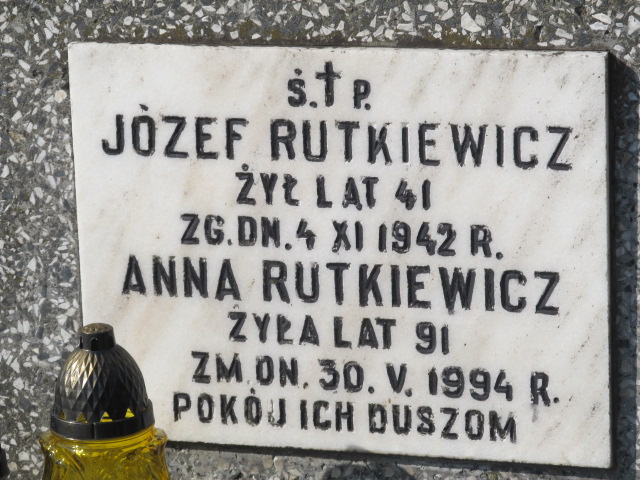 Ś.†P.
JÓZEF RUTKIEWICZ
ŻYŁ LAT 41
ZG.DN. 4 XI 1942 R.
ANNA RUTKIEWICZ
ŻYŁA LAT 91
ZM.DN. 30. V. 1994 R.
POKÓJ ICH DUSZOM